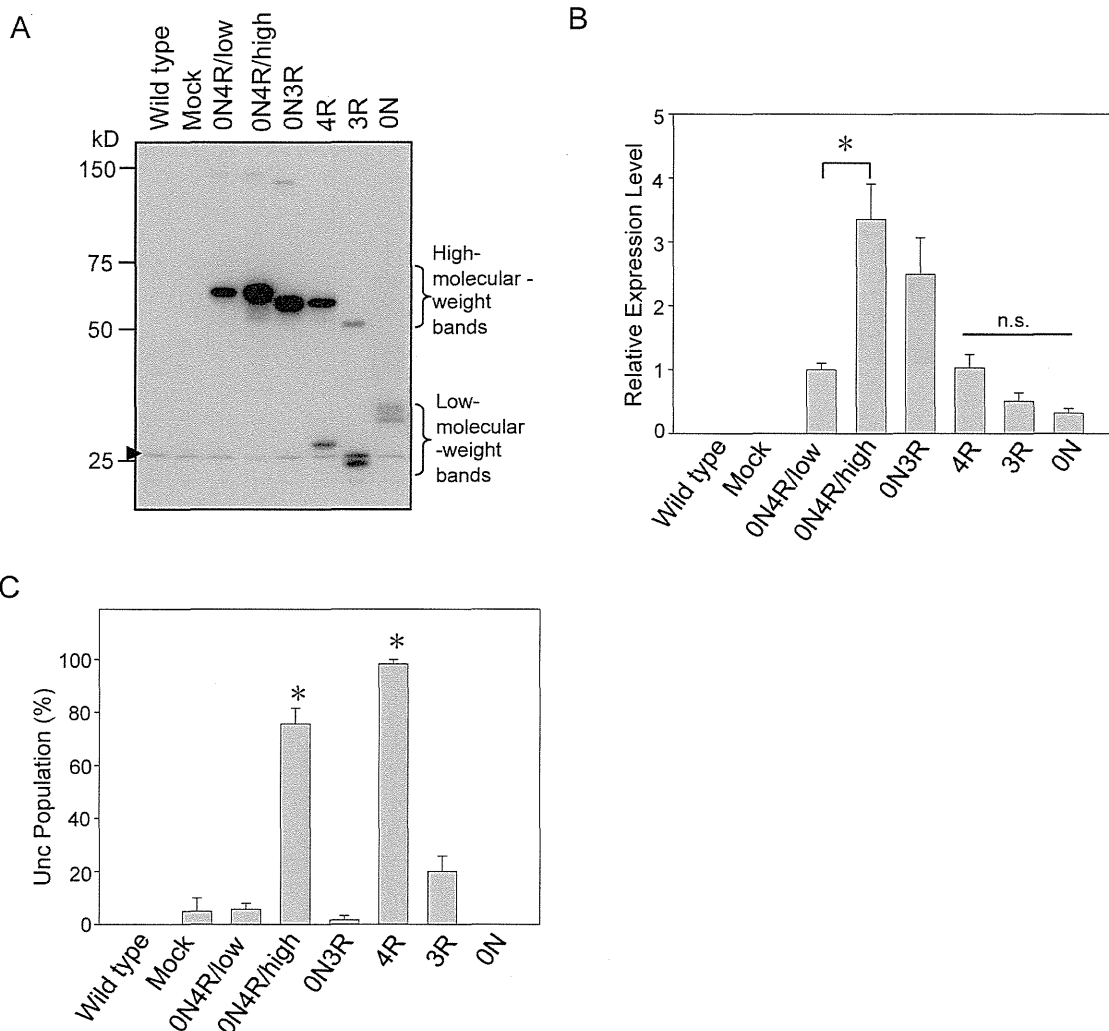 A
Wild type
Mock
0N4R/low
0N4R/high
0N3R
4R
3R
0N
kD
150
75
50
25
High-
molecular -
weight
bands
Low-
molecular
-weight
bands
B
Relative Expression Level
5
4
3
2
1
0
*
n.s.
Wild type
Mock
0N4R/low
0N4R/high
0N3R
4R
3R
0N
C
Unc Population (%)
100
80
60
40
20
0
*
*
Wild type
Mock
0N4R/low
0N4R/high
0N3R
4R
3R
0N